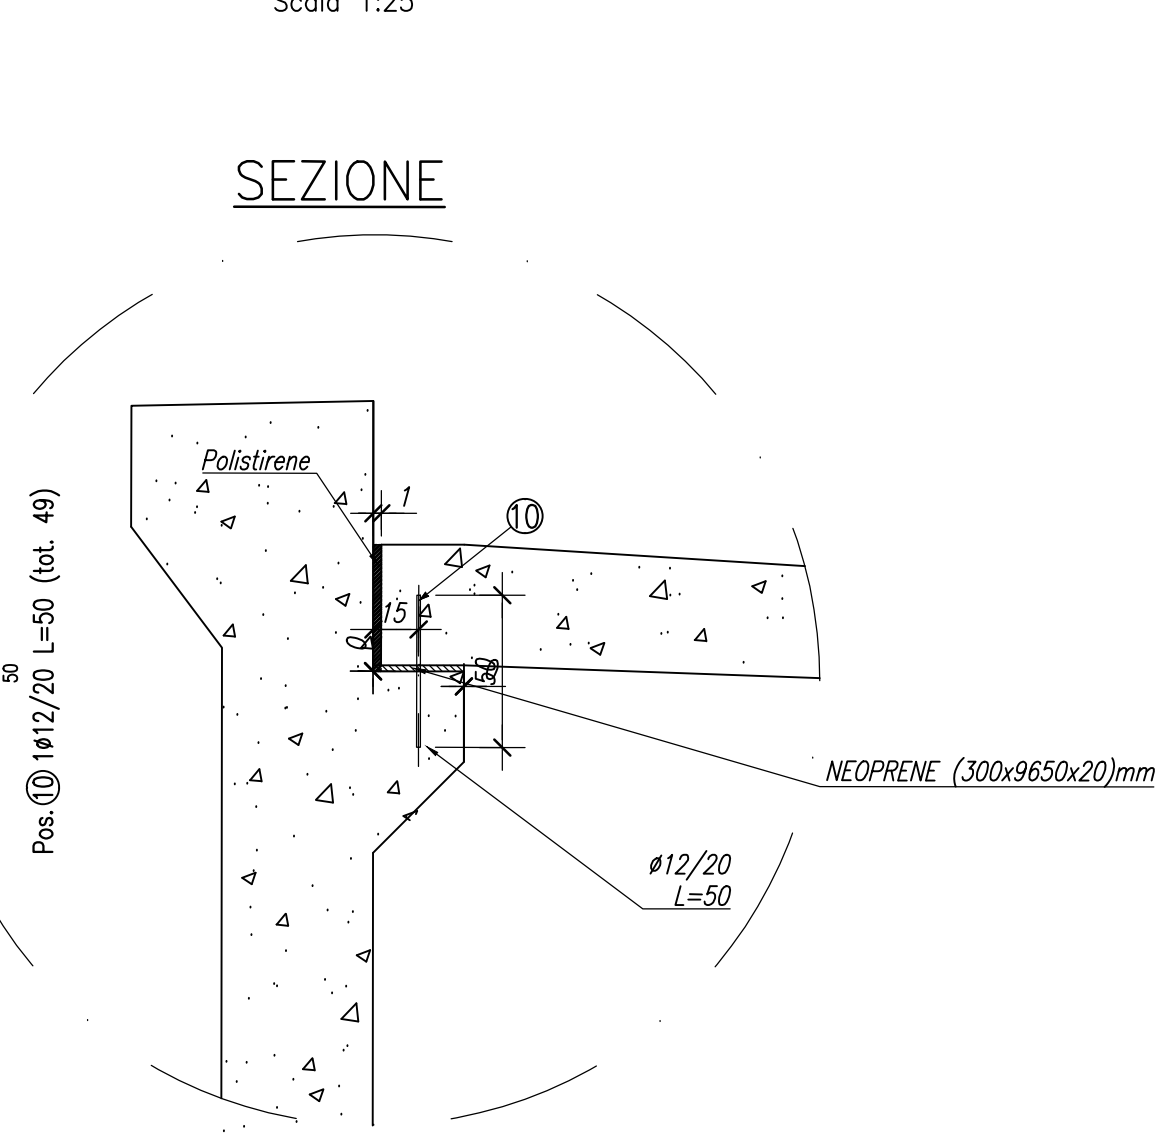 Scala 1:25
SEZIONE
Polistirene
1
10
15
50
50
Pos. 10 1ø12/20 L=50 (tot. 49)
NEOPRENE (300x9650x20)mm
ø12/20
L=50